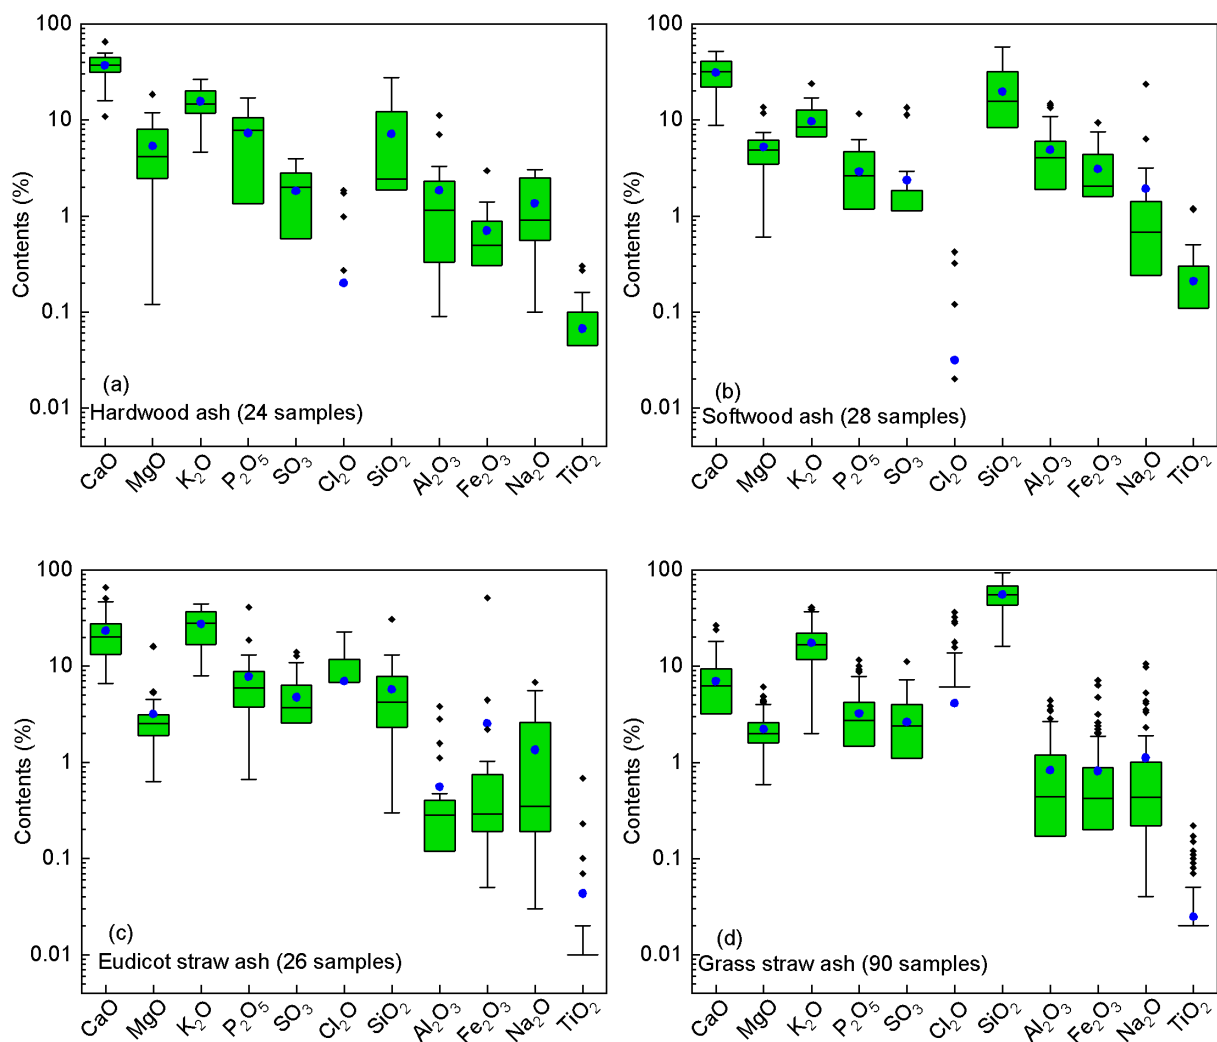 100
10
1
0.1
0.01
Contents (%)
(a)
Hardwood ash (24 samples)
CaO MgO K₂O P₂O₅ SO₃ Cl₂O SiO₂ Al₂O₃ Fe₂O₃ Na₂O TiO₂
100
10
1
0.1
0.01
Contents (%)
(b)
Softwood ash (28 samples)
CaO MgO K₂O P₂O₅ SO₃ Cl₂O SiO₂ Al₂O₃ Fe₂O₃ Na₂O TiO₂
100
10
1
0.1
0.01
Contents (%)
(c)
Eudicot straw ash (26 samples)
CaO MgO K₂O P₂O₅ SO₃ Cl₂O SiO₂ Al₂O₃ Fe₂O₃ Na₂O TiO₂
100
10
1
0.1
0.01
Contents (%)
(d)
Grass straw ash (90 samples)
CaO MgO K₂O P₂O₅ SO₃ Cl₂O SiO₂ Al₂O₃ Fe₂O₃ Na₂O TiO₂